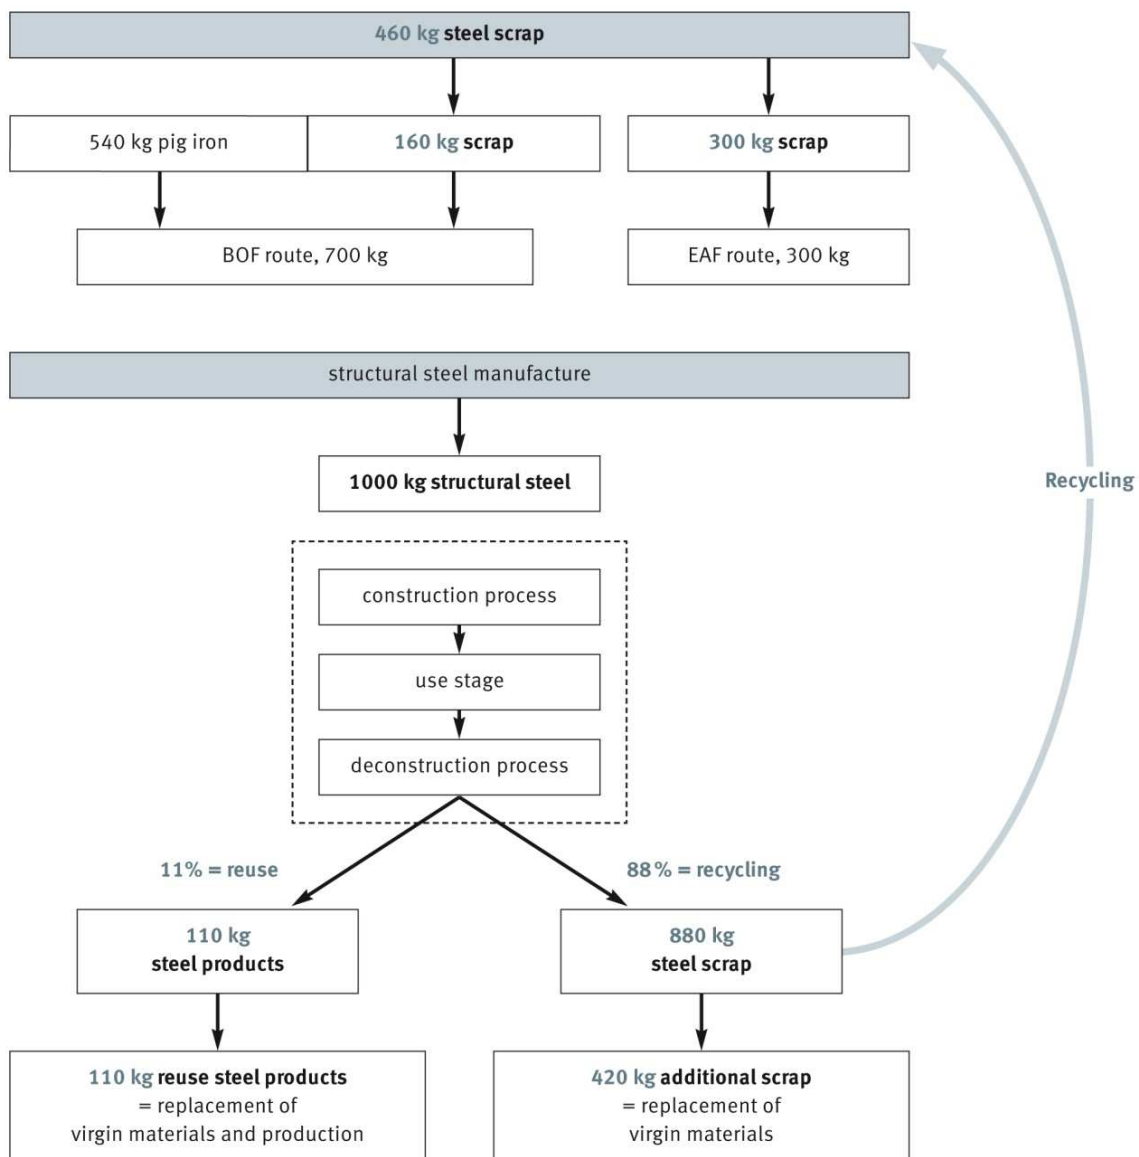 460 kg steel scrap
540 kg pig iron
160 kg scrap
300 kg scrap
BOF route, 700 kg
EAF route, 300 kg
structural steel manufacture
1000 kg structural steel
Recycling
construction process
use stage
deconstruction process
11% = reuse
88% = recycling
110 kg
steel products
880 kg
steel scrap
110 kg reuse steel products
= replacement of
virgin materials and production
420 kg additional scrap
= replacement of
virgin materials